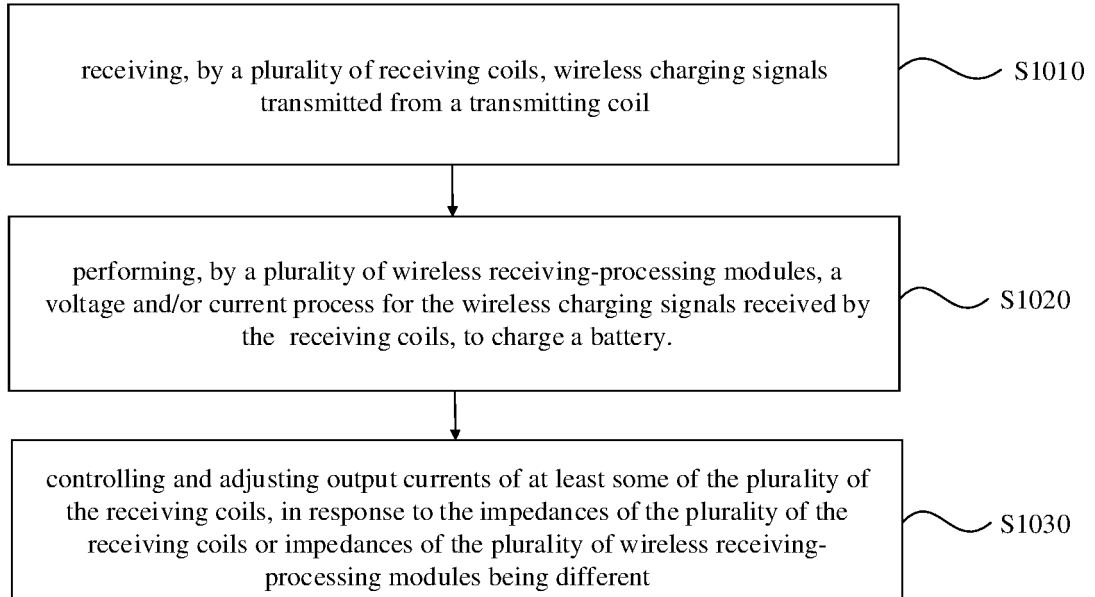 receiving, by a plurality of receiving coils, wireless charging signals
transmitted from a transmitting coil
S1010
performing, by a plurality of wireless receiving-processing modules, a
voltage and/or current process for the wireless charging signals received by
the receiving coils, to charge a battery.
S1020
controlling and adjusting output currents of at least some of the plurality of
the receiving coils, in response to the impedances of the plurality of the
receiving coils or impedances of the plurality of wireless receiving-
processing modules being different
S1030